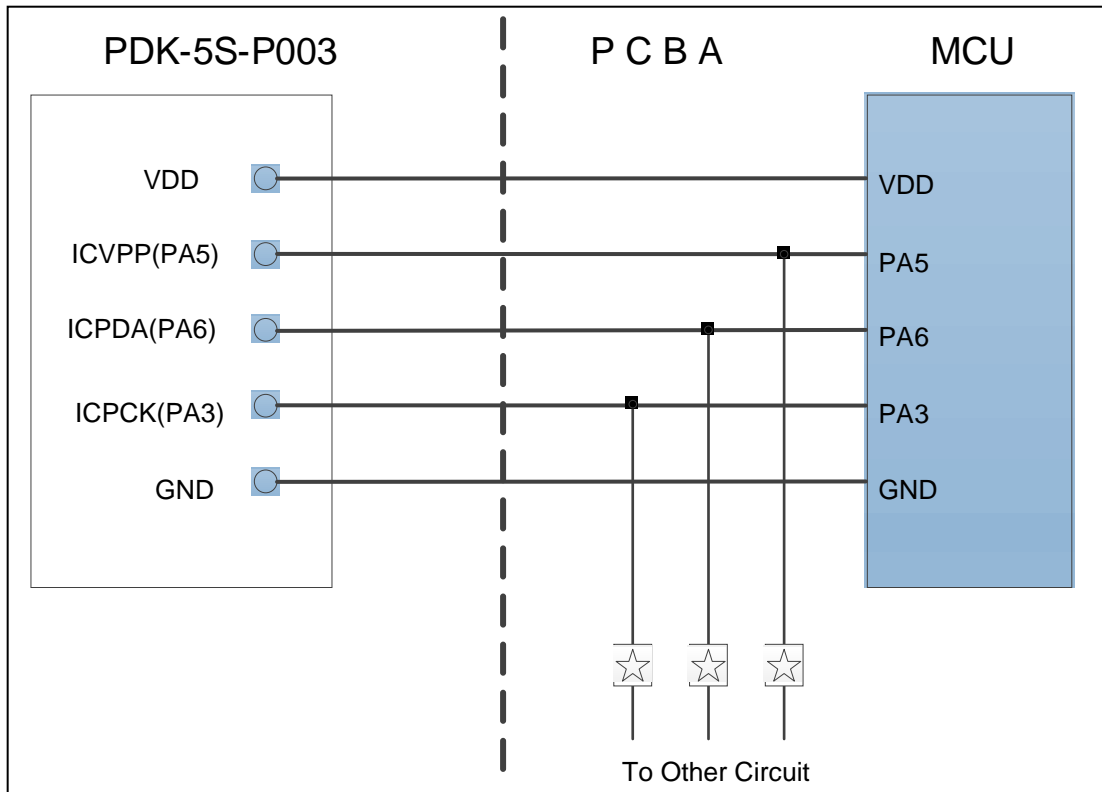 PDK-5S-P003
P C B A
MCU
VDD
VDD
ICVPP(PA5)
PA5
ICPDA(PA6)
PA6
ICPCK(PA3)
PA3
GND
GND
To Other Circuit